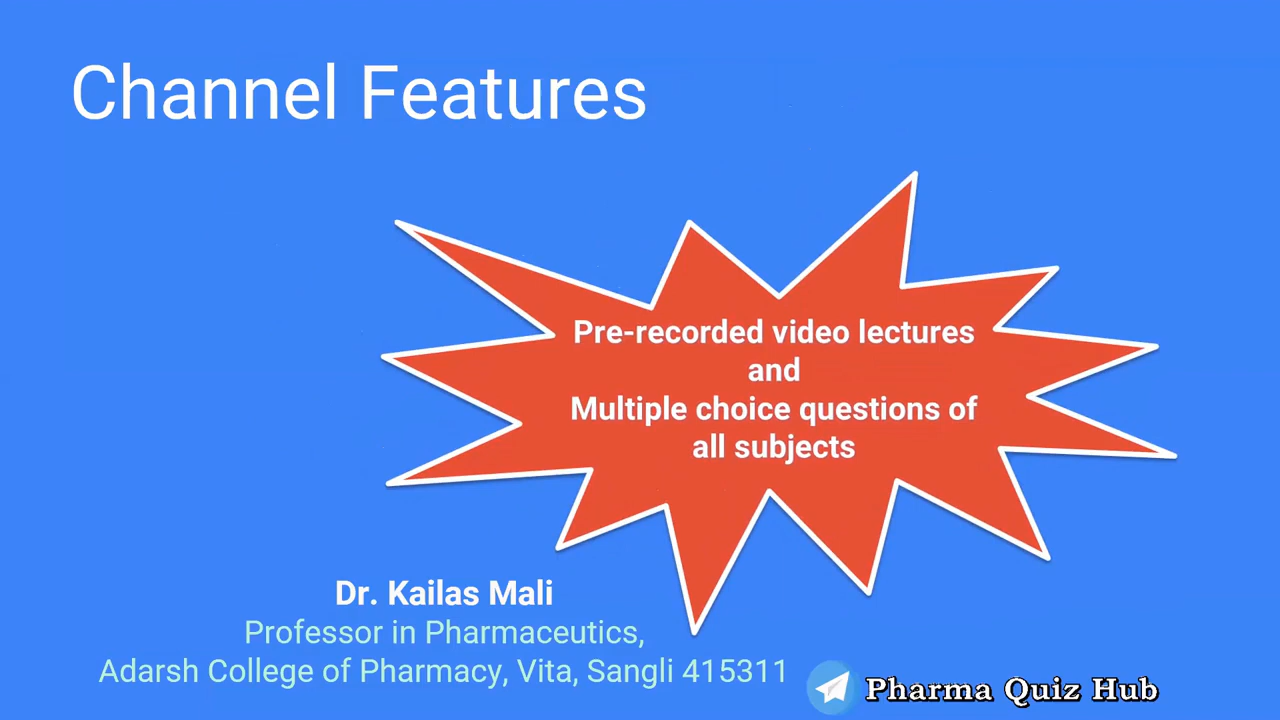 Channel Features
Pre-recorded video lectures
and
Multiple choice questions of
all subjects
Dr. Kailas Mali
Professor in Pharmaceutics,
Adarsh College of Pharmacy, Vita, Sangli 415311
Pharma Quiz Hub